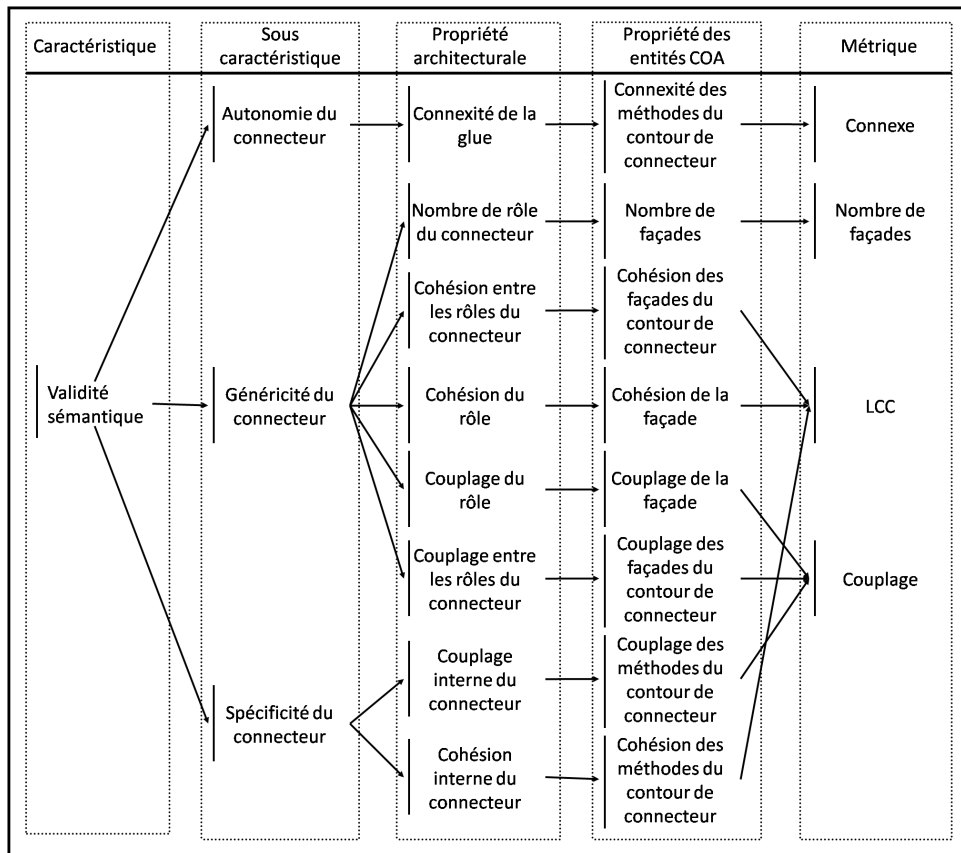 Caractéristique
Sous
caractéristique
Propriété
architecturale
Propriété des
entités COA
Métrique
Autonomie du
connecteur
Connexité de la
glue
Connexité des
méthodes du
contour de
connecteur
Connexe
Nombre de rôle
du connecteur
Nombre de
façades
Nombre de
façades
Cohésion entre
les rôles du
connecteur
Cohésion des
façades du
contour de
connecteur
Validité
sémantique
Généricité du
connecteur
Cohésion du
rôle
Cohésion de la
façade
LCC
Couplage du
rôle
Couplage de la
façade
Couplage entre
les rôles du
connecteur
Couplage des
façades du
contour de
connecteur
Couplage
Spécificité du
connecteur
Couplage
interne du
connecteur
Couplage des
méthodes du
contour de
connecteur
Cohésion
interne du
connecteur
Cohésion des
méthodes du
contour de
connecteur